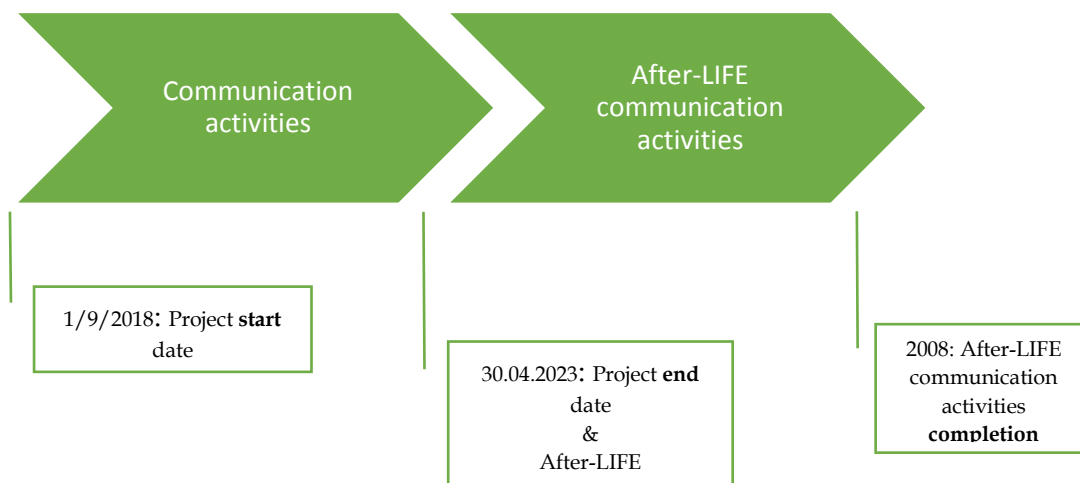 Communication
activities
After-LIFE
communication
activities
1/9/2018: Project start
date
30.04.2023: Project end
date
&
After-LIFE
2008: After-LIFE
communication
activities
completion